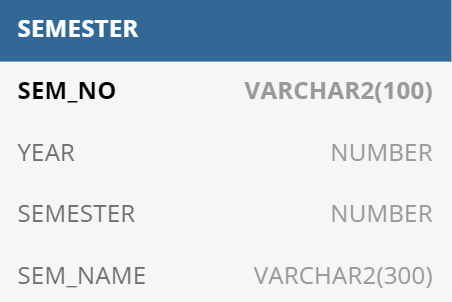 SEMESTER
SEM_NO VARCHAR2(100)
YEAR NUMBER
SEMESTER NUMBER
SEM_NAME VARCHAR2(300)